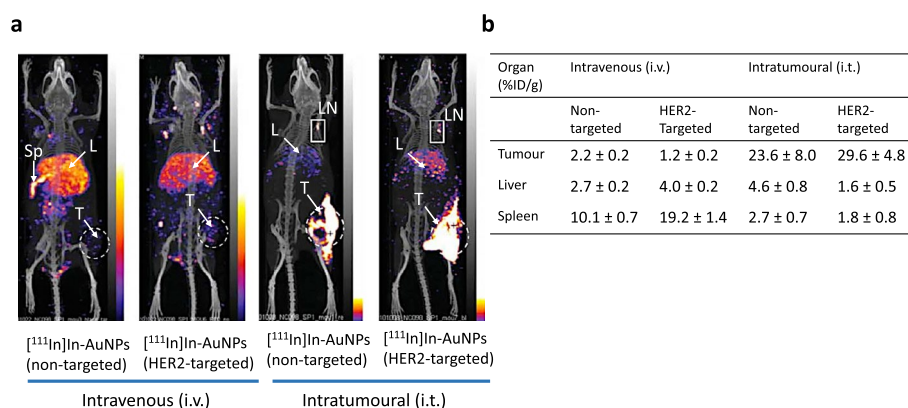 a
Sp
L
T
L
T
LN
L
T
LN
L
T
[¹¹¹In]In-AuNPs
(non-targeted)
[¹¹¹In]In-AuNPs
(HER2-targeted)
[¹¹¹In]In-AuNPs
(non-targeted)
[¹¹¹In]In-AuNPs
(HER2-targeted)
Intravenous (i.v.)
Intratumoural (i.t.)
b
Organ (%ID/g) Intravenous (i.v.) Intratumoural (i.t.)
Non-targeted HER2-Targeted Non-targeted HER2-targeted
Tumour 2.2 ± 0.2 1.2 ± 0.2 23.6 ± 8.0 29.6 ± 4.8
Liver 2.7 ± 0.2 4.0 ± 0.2 4.6 ± 0.8 1.6 ± 0.5
Spleen 10.1 ± 0.7 19.2 ± 1.4 2.7 ± 0.7 1.8 ± 0.8